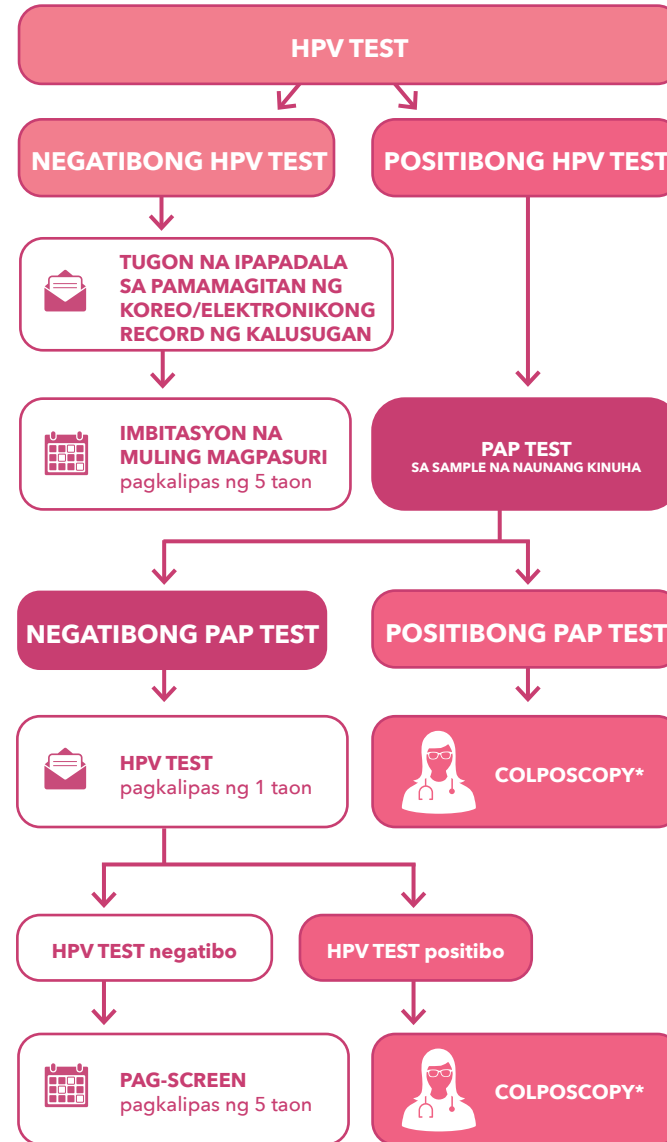 HPV TEST
NEGATIBONG HPV TEST
POSITIBONG HPV TEST
TUGON NA IPAPADALA
SA PAMAMAGITAN NG
KOREO/ELEKTRONIKONG
RECORD NG KALUSUGAN
IMBITASYON NA
MULING MAGPASURI
pagkalipas ng 5 taon
PAP TEST
SA SAMPLE NA NAUNANG KINUHA
NEGATIBONG PAP TEST
POSITIBONG PAP TEST
HPV TEST
pagkalipas ng 1 taon
COLPOSCOPY*
HPV TEST negatibo
HPV TEST positibo
PAG-SCREEN
pagkalipas ng 5 taon
COLPOSCOPY*